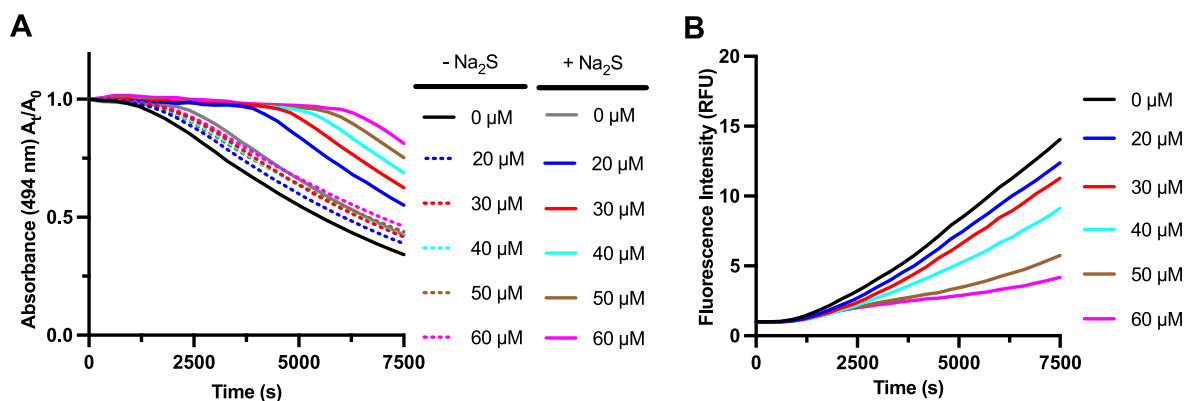 A
Absorbance (494 nm) Aₜ/A₀
1.0
0.5
0.0
0
2500
5000
7500
Time (s)
- Na₂S
+ Na₂S
0 µM
0 µM
20 µM
20 µM
30 µM
30 µM
40 µM
40 µM
50 µM
50 µM
60 µM
60 µM
B
Fluorescence Intensity (RFU)
20
15
10
5
0
0
2500
5000
7500
Time (s)
0 µM
20 µM
30 µM
40 µM
50 µM
60 µM